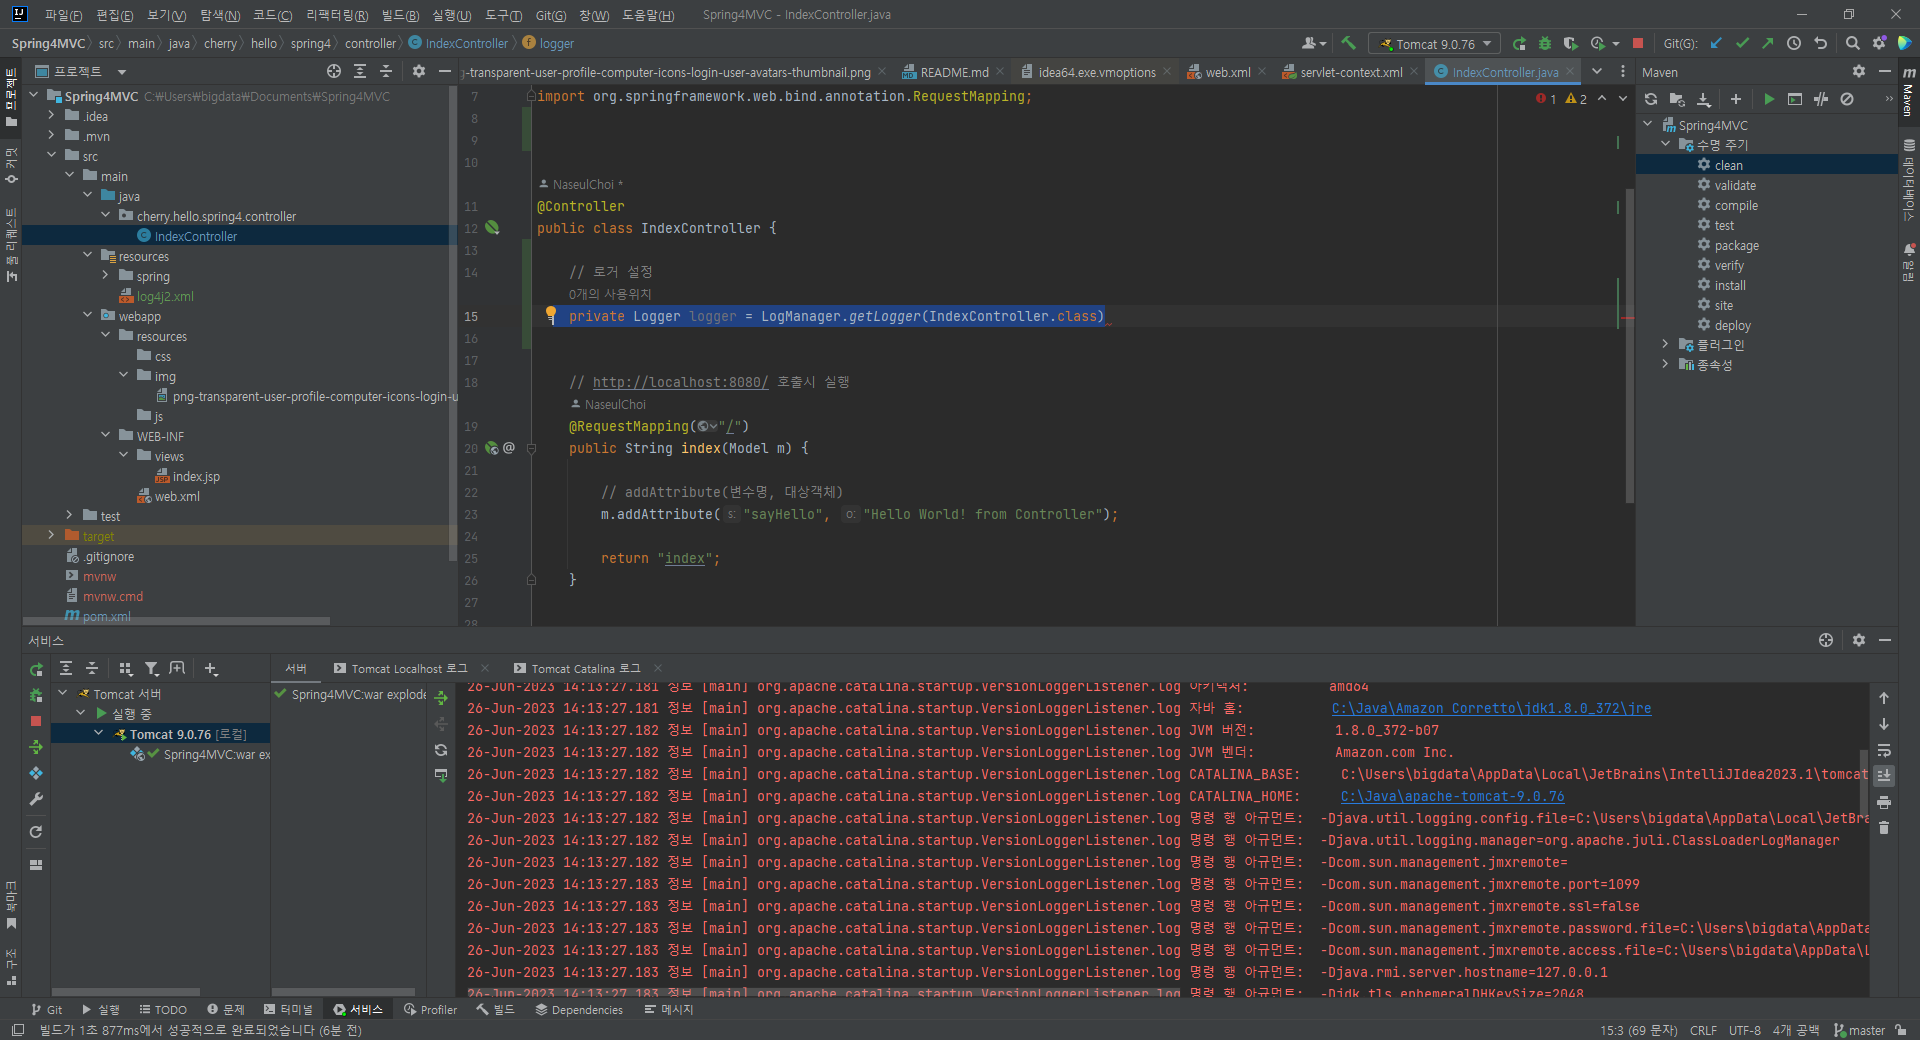 파일(F) 편집(E) 보기(V) 탐색(N) 코드(C) 리팩터링(R) 빌드(B) 실행(U) 도구(T) Git(G) 창(W) 도움말(H) Spring4MVC - IndexController.java
Spring4MVC src main java cherry hello spring4 controller IndexController logger
Tomcat 9.0.76 Git(G):
프로젝트
-transparent-user-profile-computer-icons-login-user-avatars-thumbnail.png README.md idea64.exe.vmoptions web.xml servlet-context.xml IndexController.java
Maven
Spring4MVC C:₩Users₩bigdata₩Documents₩Spring4MVC
.idea
.mvn
src
main
java
cherry.hello.spring4.controller
IndexController
resources
spring
log4j2.xml
webapp
resources
css
img
png-transparent-user-profile-computer-icons-login-u
js
WEB-INF
views
index.jsp
web.xml
test
target
.gitignore
mvnw
mvnw.cmd
pom.xml
7 import org.springframework.web.bind.annotation.RequestMapping;
1 2
8
9
10
NaseulChoi *
11 @Controller
12 public class IndexController {
13
14 // 로거 설정
0개의 사용위치
15 private Logger logger = LogManager.getLogger(IndexController.class)
16
17
18 // http://localhost:8080/ 호출시 실행
NaseulChoi
19 @RequestMapping("/")
20 public String index(Model m) {
21
22 // addAttribute(변수명, 대상객체)
23 m.addAttribute( s: "sayHello", o: "Hello World! from Controller");
24
25 return "index";
26 }
27
28
Spring4MVC
수명 주기
clean
validate
compile
test
package
verify
install
site
deploy
플러그인
종속성
프로젝트
커밋
풀 리퀘스트
북마크
구조
Maven
데이터베이스
알림
서비스
서버 Tomcat Localhost 로그 Tomcat Catalina 로그
Tomcat 서버
실행 중
Tomcat 9.0.76 [로컬]
Spring4MVC:war ex
Spring4MVC:war explode
26-Jun-2023 14:13:27.181 정보 [main] org.apache.catalina.startup.VersionLoggerListener.log 아키텍처: amd64
26-Jun-2023 14:13:27.181 정보 [main] org.apache.catalina.startup.VersionLoggerListener.log 자바 홈: C:\Java\Amazon Corretto\jdk1.8.0_372\jre
26-Jun-2023 14:13:27.182 정보 [main] org.apache.catalina.startup.VersionLoggerListener.log JVM 버전: 1.8.0_372-b07
26-Jun-2023 14:13:27.182 정보 [main] org.apache.catalina.startup.VersionLoggerListener.log JVM 벤더: Amazon.com Inc.
26-Jun-2023 14:13:27.182 정보 [main] org.apache.catalina.startup.VersionLoggerListener.log CATALINA_BASE: C:\Users\bigdata\AppData\Local\JetBrains\IntelliJIdea2023.1\tomcat
26-Jun-2023 14:13:27.182 정보 [main] org.apache.catalina.startup.VersionLoggerListener.log CATALINA_HOME: C:\Java\apache-tomcat-9.0.76
26-Jun-2023 14:13:27.182 정보 [main] org.apache.catalina.startup.VersionLoggerListener.log 명령 행 아규먼트: -Djava.util.logging.config.file=C:\Users\bigdata\AppData\Local\JetBra
26-Jun-2023 14:13:27.182 정보 [main] org.apache.catalina.startup.VersionLoggerListener.log 명령 행 아규먼트: -Djava.util.logging.manager=org.apache.juli.ClassLoaderLogManager
26-Jun-2023 14:13:27.182 정보 [main] org.apache.catalina.startup.VersionLoggerListener.log 명령 행 아규먼트: -Dcom.sun.management.jmxremote=
26-Jun-2023 14:13:27.183 정보 [main] org.apache.catalina.startup.VersionLoggerListener.log 명령 행 아규먼트: -Dcom.sun.management.jmxremote.port=1099
26-Jun-2023 14:13:27.183 정보 [main] org.apache.catalina.startup.VersionLoggerListener.log 명령 행 아규먼트: -Dcom.sun.management.jmxremote.ssl=false
26-Jun-2023 14:13:27.183 정보 [main] org.apache.catalina.startup.VersionLoggerListener.log 명령 행 아규먼트: -Dcom.sun.management.jmxremote.password.file=C:\Users\bigdata\AppData\
26-Jun-2023 14:13:27.183 정보 [main] org.apache.catalina.startup.VersionLoggerListener.log 명령 행 아규먼트: -Dcom.sun.management.jmxremote.access.file=C:\Users\bigdata\AppData\L
26-Jun-2023 14:13:27.183 정보 [main] org.apache.catalina.startup.VersionLoggerListener.log 명령 행 아규먼트: -Djava.rmi.server.hostname=127.0.0.1
26-Jun-2023 14:13:27.183 정보 [main] org.apache.catalina.startup.VersionLoggerListener.log 명령 행 아규먼트: -Djdk.tls.ephemeralDHKeySize=2048
Git 실행 TODO 문제 터미널 서비스 Profiler 빌드 Dependencies 메시지
빌드가 1초 877ms에서 성공적으로 완료되었습니다 (6분 전) 15:3 (69 문자) CRLF UTF-8 4개 공백 master